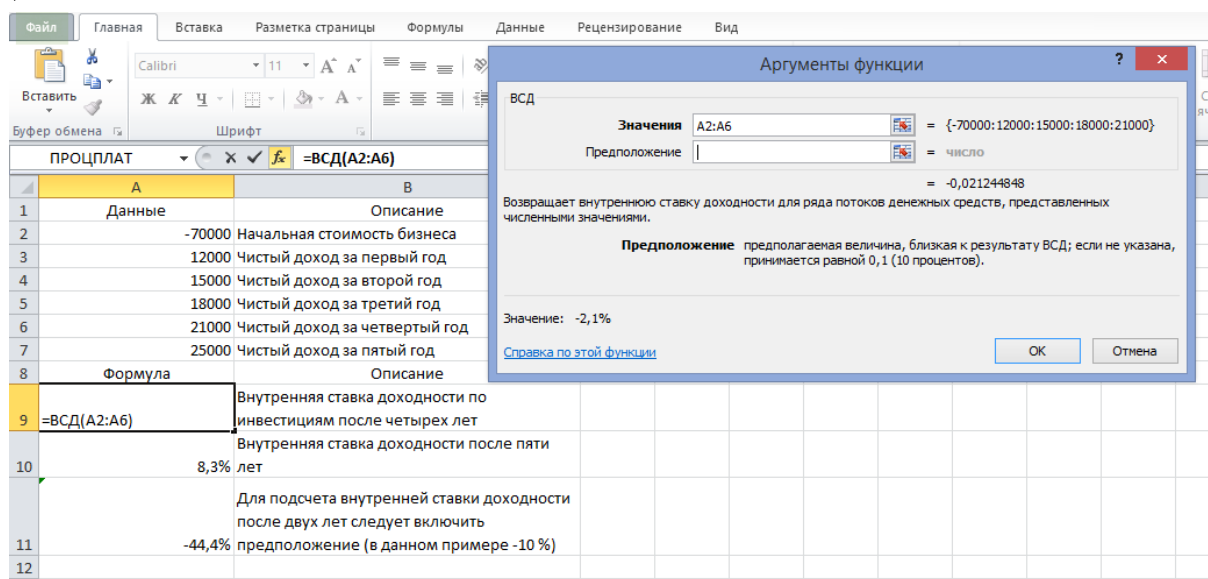 Файл Главная Вставка Разметка страницы Формулы Данные Рецензирование Вид
Calibri 11
Вставить
Ж К Ч
Буфер обмена Шрифт
ПРОЦПЛАТ fx =ВСД(A2:A6)
A B
1 Данные Описание
2 -70000 Начальная стоимость бизнеса
3 12000 Чистый доход за первый год
4 15000 Чистый доход за второй год
5 18000 Чистый доход за третий год
6 21000 Чистый доход за четвертый год
7 25000 Чистый доход за пятый год
8 Формула Описание
Внутренняя ставка доходности по
9 =ВСД(A2:A6) инвестициям после четырех лет
Внутренняя ставка доходности после пяти
10 8,3% лет
Для подсчета внутренней ставки доходности
после двух лет следует включить
11 -44,4% предположение (в данном примере -10 %)
12
Аргументы функции ?
ВСД
Значения A2:A6 = {-70000:12000:15000:18000:21000}
Предположение = число
= -0,021244848
Возвращает внутреннюю ставку доходности для ряда потоков денежных средств, представленных
численными значениями.
Предположение предполагаемая величина, близкая к результату ВСД; если не указана,
принимается равной 0,1 (10 процентов).
Значение: -2,1%
Справка по этой функции ОК Отмена